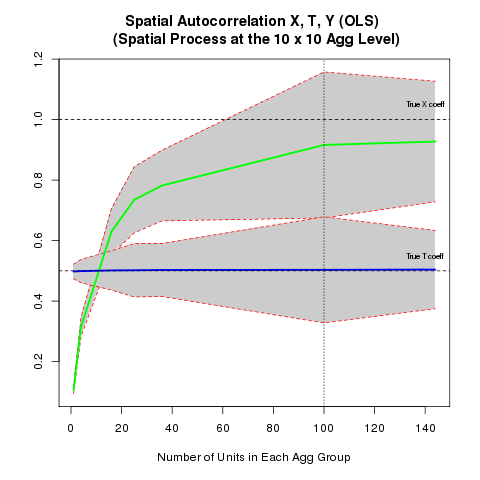 Spatial Autocorrelation X, T, Y (OLS)
(Spatial Process at the 10 x 10 Agg Level)
1.2
1.0
0.8
0.6
0.4
0.2
True X coeff
True T coeff
0 20 40 60 80 100 120 140
Number of Units in Each Agg Group